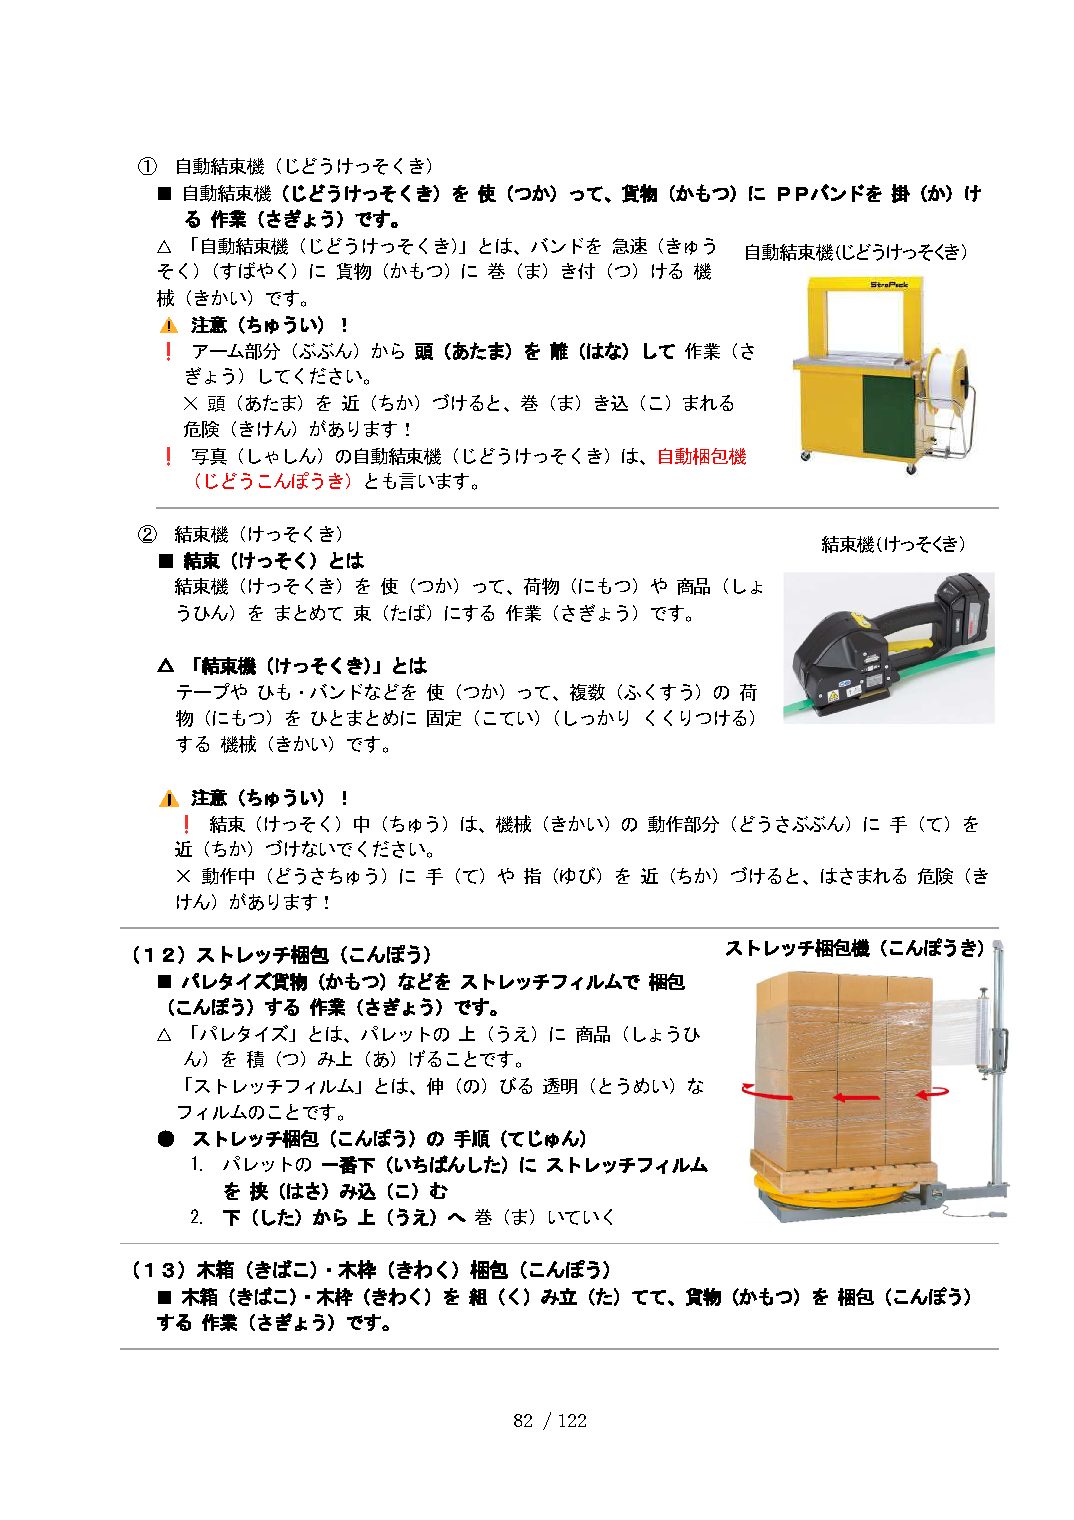 ① 自動結束機（じどうけっそくき）
■ 自動結束機（じどうけっそくき）を 使（つか）って、貨物（かもつ）に ＰＰバンドを 掛（か）け
る 作業（さぎょう）です。
△ 「自動結束機（じどうけっそくき）」とは、バンドを 急速（きゅう
そく）（すばやく）に 貨物（かもつ）に 巻（ま）き付（つ）ける 機
械（きかい）です。
自動結束機(じどうけっそくき)
StraPack
⚠ 注意（ちゅうい）！
❗ アーム部分（ぶぶん）から 頭（あたま）を 離（はな）して 作業（さ
ぎょう）してください。
× 頭（あたま）を 近（ちか）づけると、巻（ま）き込（こ）まれる
危険（きけん）があります！
❗ 写真（しゃしん）の自動結束機（じどうけっそくき）は、自動梱包機
（じどうこんぽうき）とも言います。
② 結束機（けっそくき）
結束機(けっそくき)
■ 結束（けっそく）とは
結束機（けっそくき）を 使（つか）って、荷物（にもつ）や 商品（しょ
うひん）を まとめて 束（たば）にする 作業（さぎょう）です。
△ 「結束機（けっそくき）」とは
テープや ひも・バンドなどを 使（つか）って、複数（ふくすう）の 荷
物（にもつ）を ひとまとめに 固定（こてい）（しっかり くくりつける）
する 機械（きかい）です。
⚠ 注意（ちゅうい）！
❗ 結束（けっそく）中（ちゅう）は、機械（きかい）の 動作部分（どうさぶぶん）に 手（て）を
近（ちか）づけないでください。
× 動作中（どうさちゅう）に 手（て）や 指（ゆび）を 近（ちか）づけると、はさまれる 危険（き
けん）があります！
（１２）ストレッチ梱包（こんぽう）
ストレッチ梱包機（こんぽうき）
■ パレタイズ貨物（かもつ）などを ストレッチフィルムで 梱包
（こんぽう）する 作業（さぎょう）です。
△ 「パレタイズ」とは、パレットの 上（うえ）に 商品（しょうひ
ん）を 積（つ）み上（あ）げることです。
「ストレッチフィルム」とは、伸（の）びる 透明（とうめい）な
フィルムのことです。
● ストレッチ梱包（こんぽう）の 手順（てじゅん）
1. パレットの 一番下（いちばんした）に ストレッチフィルム
を 挟（はさ）み込（こ）む
2. 下（した）から 上（うえ）へ 巻（ま）いていく
（１３）木箱（きばこ）・木枠（きわく）梱包（こんぽう）
■ 木箱（きばこ）・木枠（きわく）を 組（く）み立（た）てて、貨物（かもつ）を 梱包（こんぽう）
する 作業（さぎょう）です。
82 / 122